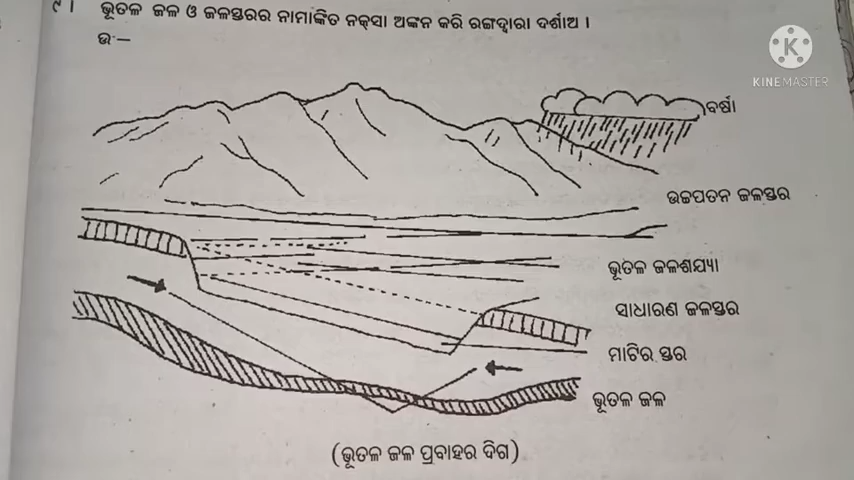 ୯ । ଭୂତଳ ଜଳ ଓ ଜଳସ୍ତରର ନାମାଙ୍କିତ ନକ୍ସା ଅଙ୍କନ କରି ରଙ୍ଗଦ୍ୱାରା ଦର୍ଶାଅ ।
ଉ —
KINEMASTER
ବର୍ଷା
ଉଚ୍ଚପତନ ଜଳସ୍ତର
ଭୂତଳ ଜଳଶଯ୍ୟା
ସାଧାରଣ ଜଳସ୍ତର
ମାଟିର ସ୍ତର
ଭୂତଳ ଜଳ
(ଭୂତଳ ଜଳ ପ୍ରବାହର ଦିଗ)